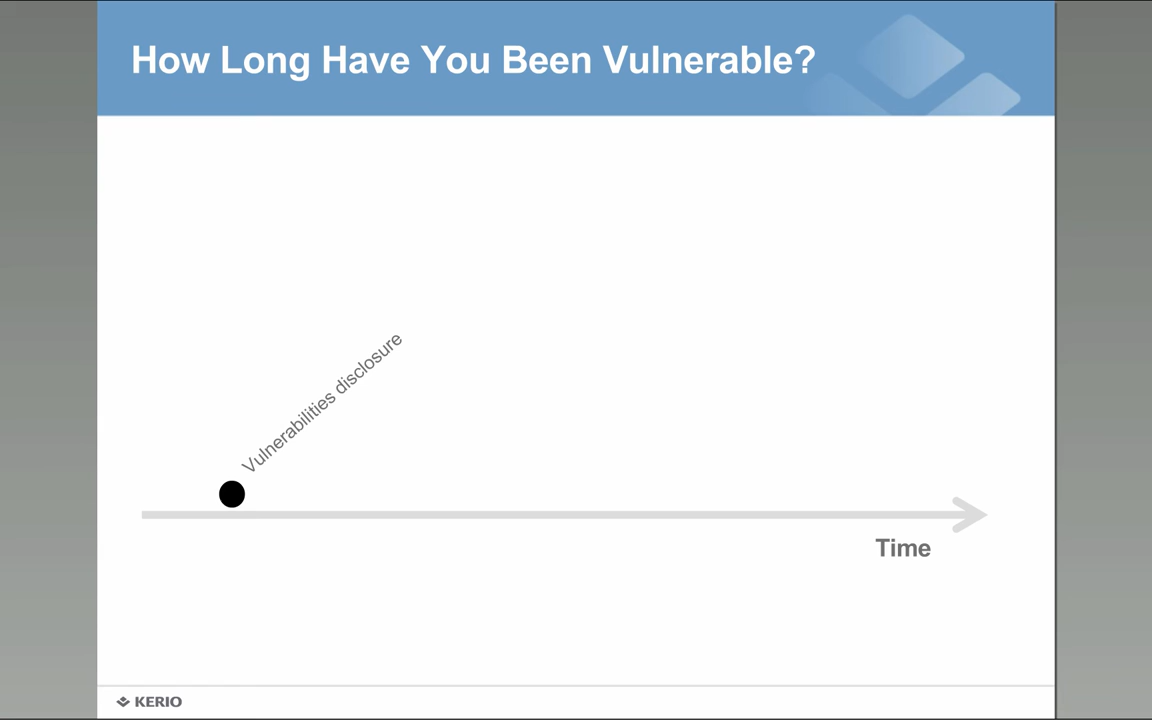 How Long Have You Been Vulnerable?
Vulnerabilities disclosure
Time
KERIO